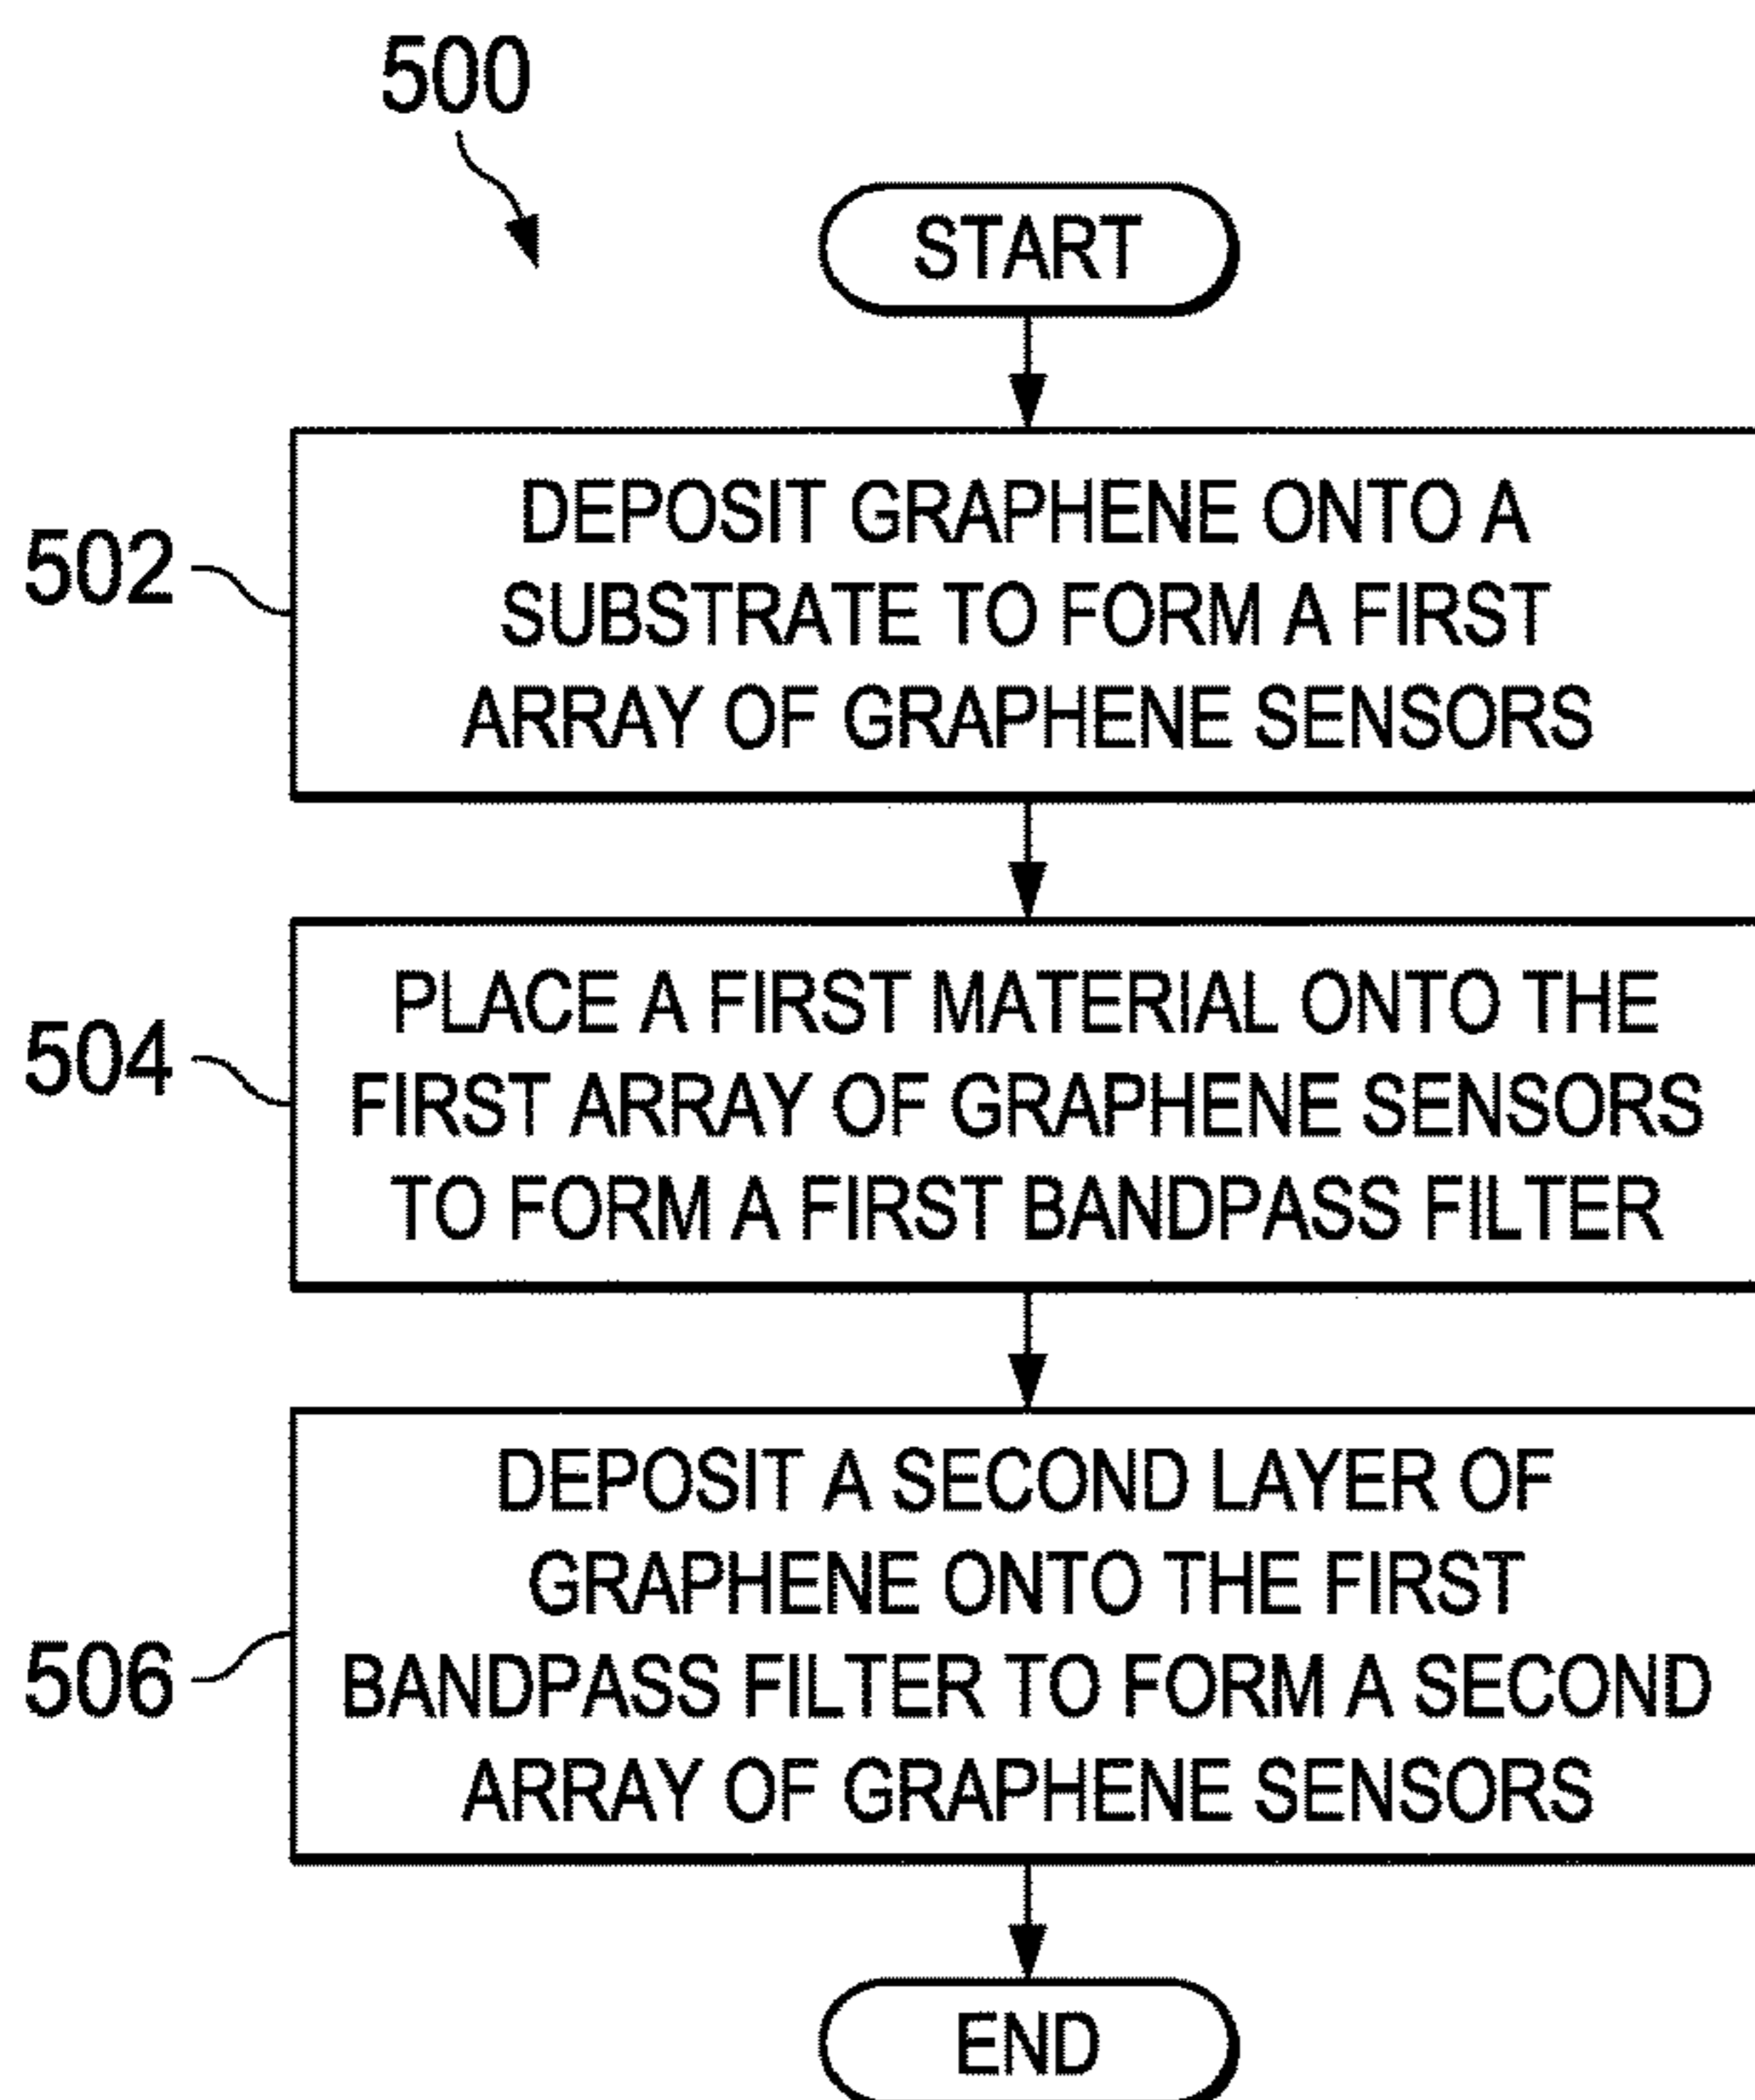 500
START
502
DEPOSIT GRAPHENE ONTO A
SUBSTRATE TO FORM A FIRST
ARRAY OF GRAPHENE SENSORS
504
PLACE A FIRST MATERIAL ONTO THE
FIRST ARRAY OF GRAPHENE SENSORS
TO FORM A FIRST BANDPASS FILTER
506
DEPOSIT A SECOND LAYER OF
GRAPHENE ONTO THE FIRST
BANDPASS FILTER TO FORM A SECOND
ARRAY OF GRAPHENE SENSORS
END